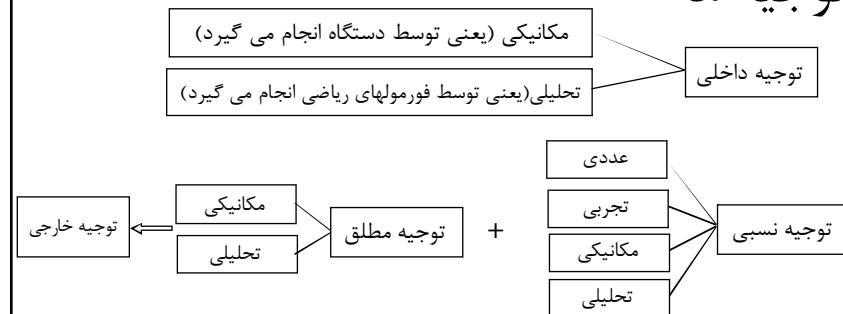 مکانیکی (یعنی توسط دستگاه انجام می گیرد)
توجیه داخلی
تحلیلی(یعنی توسط فورمولهای ریاضی انجام می گیرد)
عددی
تجربی
توجیه نسبی
مکانیکی
تحلیلی
+
مکانیکی
توجیه مطلق
تحلیلی
توجیه خارجی